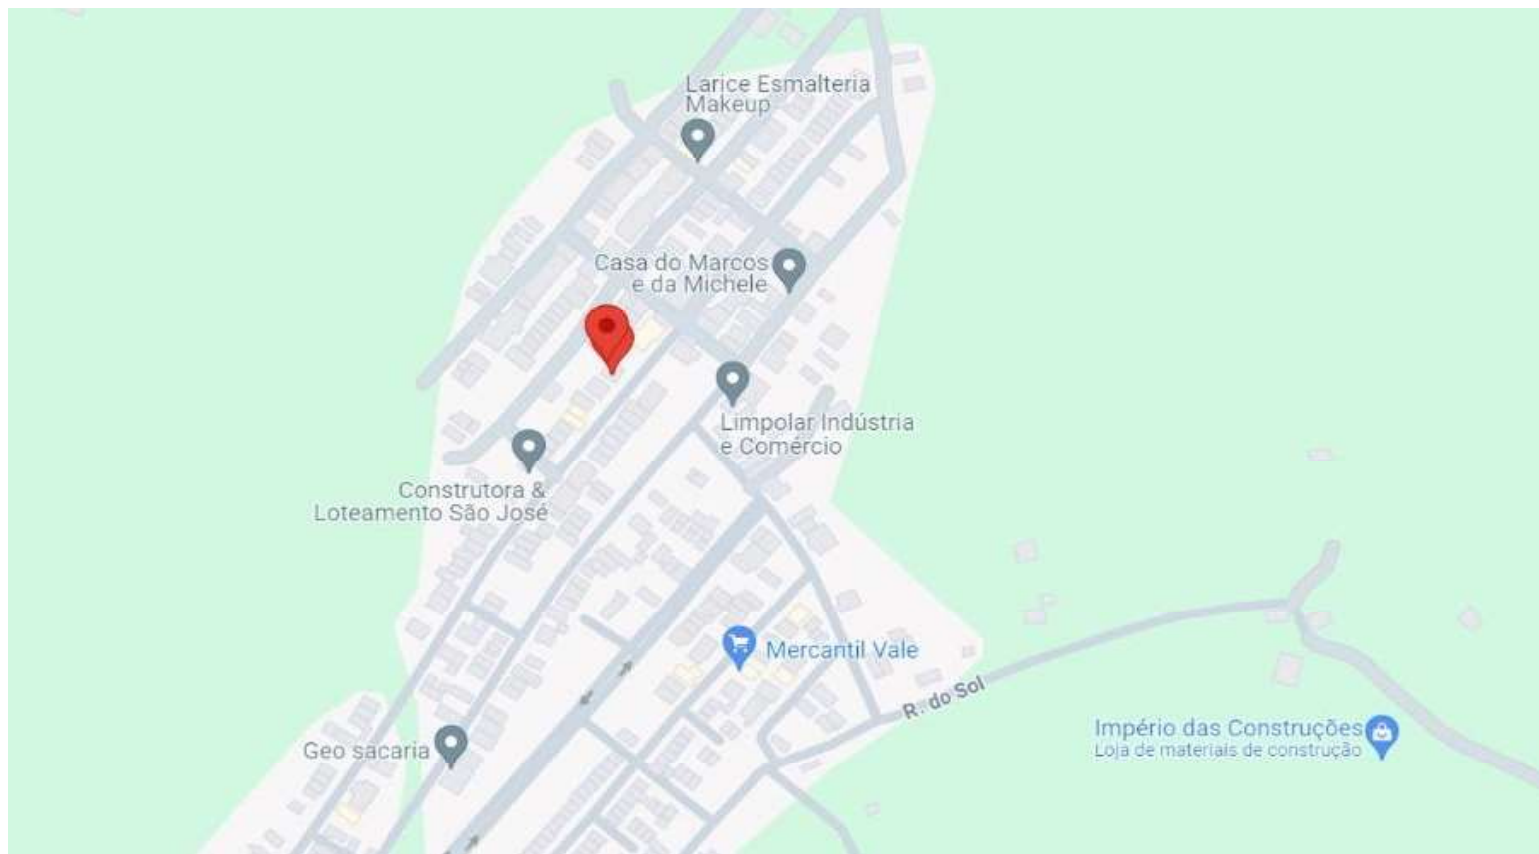 Larice Esmalteria
Makeup
Casa do Marcos
e da Michele
Limpolar Indústria
e Comércio
Construtora &
Loteamento São José
Mercantil Vale
R. do Sol
Geo sacaria
Império das Construções
Loja de materiais de construção